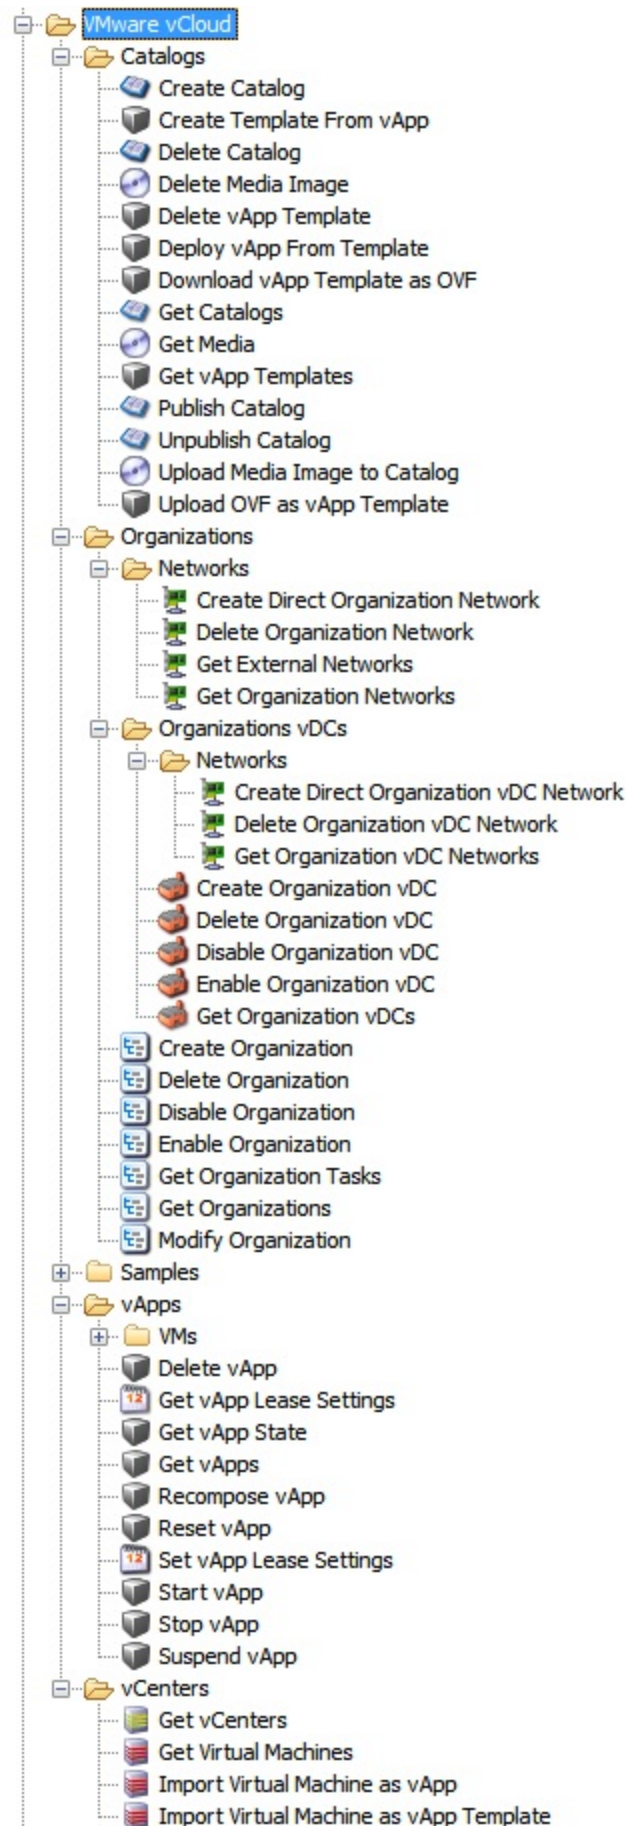 VMware vCloud
Catalogs
Create Catalog
Create Template From vApp
Delete Catalog
Delete Media Image
Delete vApp Template
Deploy vApp From Template
Download vApp Template as OVF
Get Catalogs
Get Media
Get vApp Templates
Publish Catalog
Unpublish Catalog
Upload Media Image to Catalog
Upload OVF as vApp Template
Organizations
Networks
Create Direct Organization Network
Delete Organization Network
Get External Networks
Get Organization Networks
Organizations vDCs
Networks
Create Direct Organization vDC Network
Delete Organization vDC Network
Get Organization vDC Networks
Create Organization vDC
Delete Organization vDC
Disable Organization vDC
Enable Organization vDC
Get Organization vDCs
Create Organization
Delete Organization
Disable Organization
Enable Organization
Get Organization Tasks
Get Organizations
Modify Organization
Samples
vApps
VMs
Delete vApp
12 Get vApp Lease Settings
Get vApp State
Get vApps
Recompose vApp
Reset vApp
12 Set vApp Lease Settings
Start vApp
Stop vApp
Suspend vApp
vCenters
Get vCenters
Get Virtual Machines
Import Virtual Machine as vApp
Import Virtual Machine as vApp Template